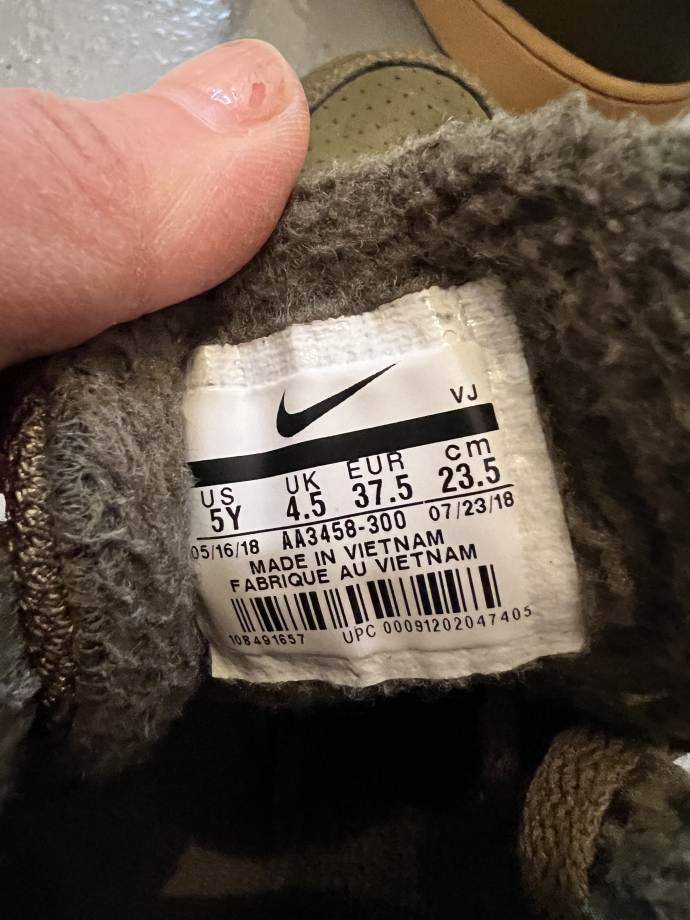 VJ
US UK EUR cm
5Y 4.5 37.5 23.5
05/16/18 AA3458-300 07/23/18
MADE IN VIETNAM
FABRIQUE AU VIETNAM
108491657 UPC 00091202047405